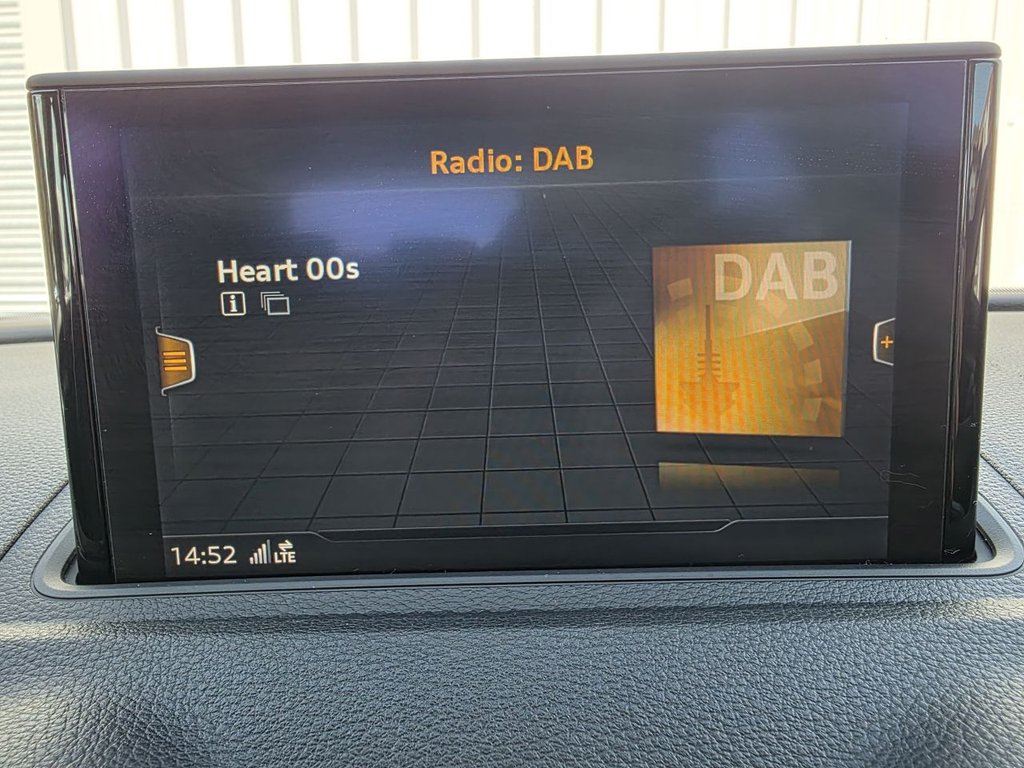 Radio: DAB
Heart 00s
i
DAB
+
14:52 LTE